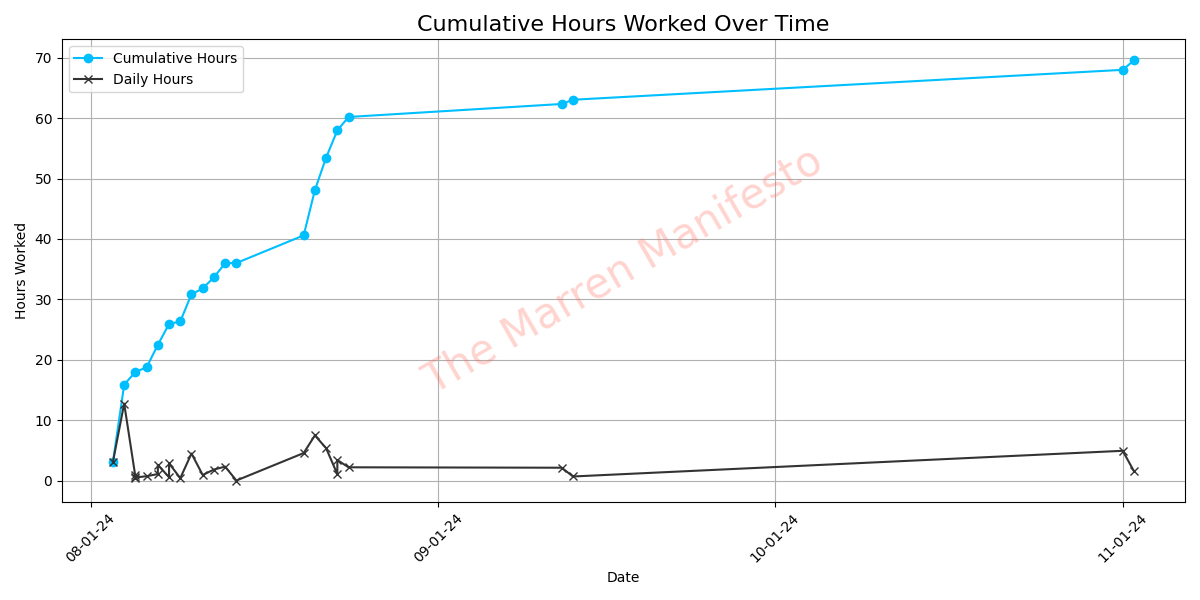 Cumulative Hours Worked Over Time
Cumulative Hours
Daily Hours
70
60
50
40
30
20
10
0
Hours Worked
The Marren Manifesto
08-01-24
09-01-24
10-01-24
11-01-24
Date